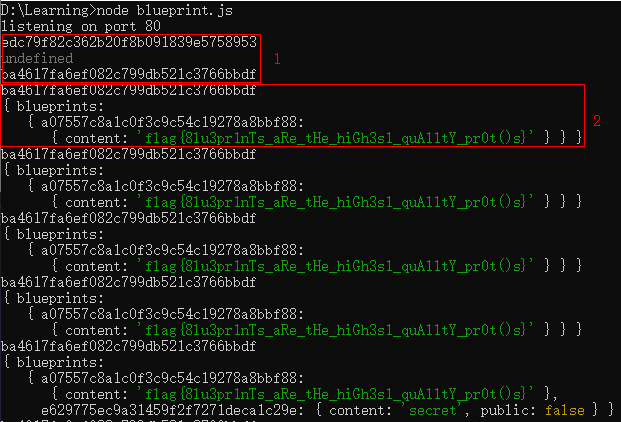 D:\Learning>node blueprint.js
listening on port 80
edc79f82c362b20f8b091839e5758953
undefined
1
ba4617fa6ef082c799db521c3766bbdf
ba4617fa6ef082c799db521c3766bbdf
{ blueprints:
{ a07557c8a1c0f3c9c54c19278a8bbf88:
2
{ content: 'flag{8lu3pr1nTs_aRe_tHe_hiGh3s1_quA11tY_pr0t()s}' } } }
ba4617fa6ef082c799db521c3766bbdf
{ blueprints:
{ a07557c8a1c0f3c9c54c19278a8bbf88:
{ content: 'flag{8lu3pr1nTs_aRe_tHe_hiGh3s1_quA11tY_pr0t()s}' } } }
ba4617fa6ef082c799db521c3766bbdf
{ blueprints:
{ a07557c8a1c0f3c9c54c19278a8bbf88:
{ content: 'flag{8lu3pr1nTs_aRe_tHe_hiGh3s1_quA11tY_pr0t()s}' } } }
ba4617fa6ef082c799db521c3766bbdf
{ blueprints:
{ a07557c8a1c0f3c9c54c19278a8bbf88:
{ content: 'flag{8lu3pr1nTs_aRe_tHe_hiGh3s1_quA11tY_pr0t()s}' } } }
ba4617fa6ef082c799db521c3766bbdf
{ blueprints:
{ a07557c8a1c0f3c9c54c19278a8bbf88:
{ content: 'flag{8lu3pr1nTs_aRe_tHe_hiGh3s1_quA11tY_pr0t()s}' },
e629775ec9a31459f2f7271deca1c29e: { content: 'secret', public: false } } }